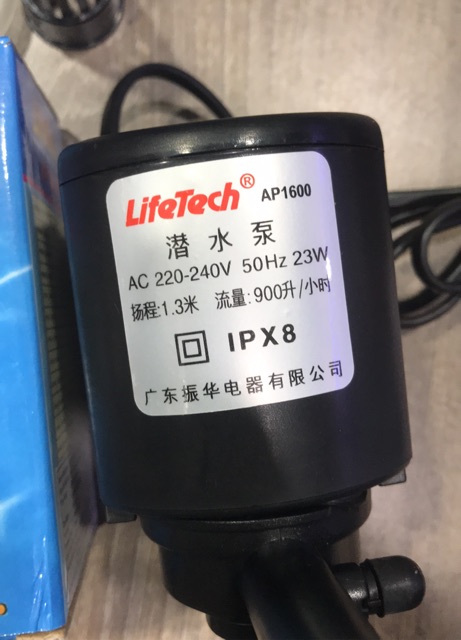 LifeTech® AP1600
潜水泵
AC 220-240V 50Hz 23W
扬程:1.3米 流量:900升/小时
IPX8
广东振华电器有限公司